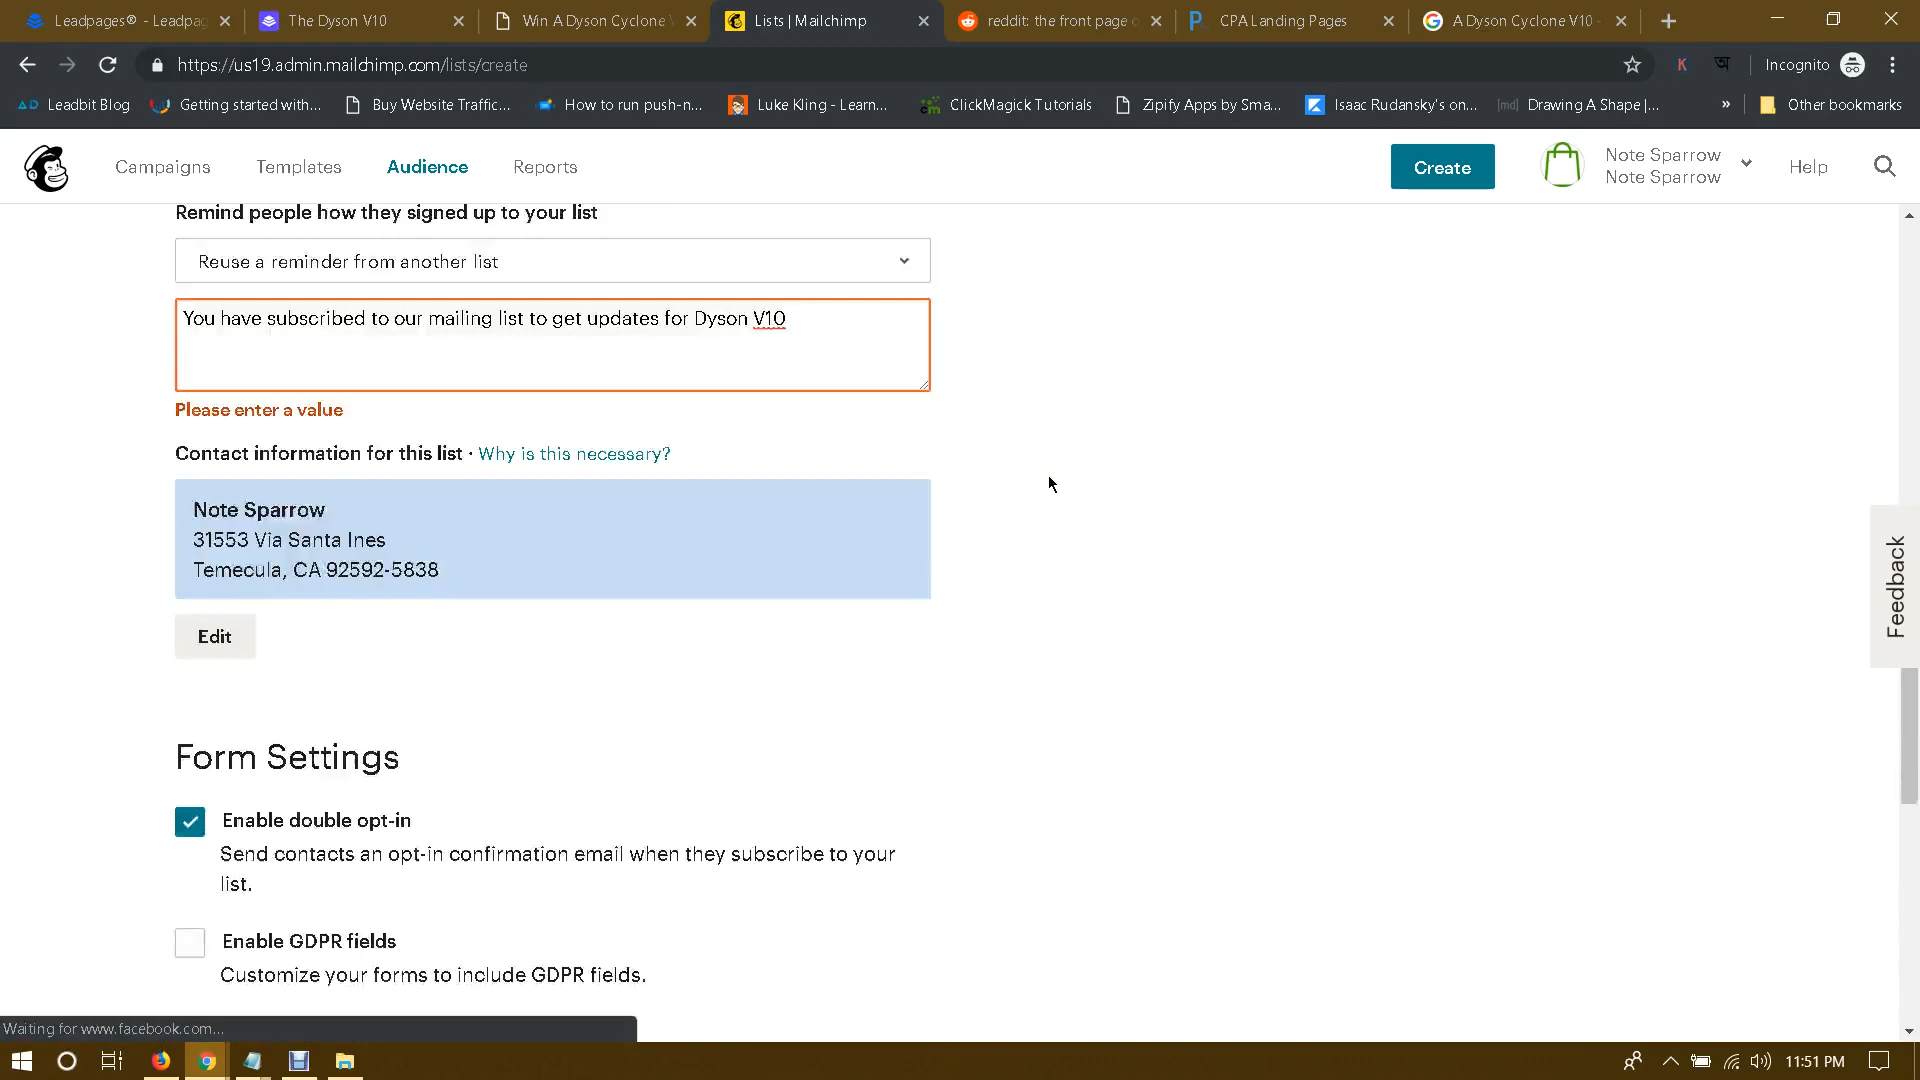 Leadpages® - Leadpag
The Dyson V10
Win A Dyson Cyclone
Lists | Mailchimp
reddit: the front page o
CPA Landing Pages
A Dyson Cyclone V10 -
https://us19.admin.mailchimp.com/lists/create
K
অ
Incognito
Leadbit Blog
Getting started with...
Buy Website Traffic...
How to run push-n...
Luke Kling - Learn...
ClickMagick Tutorials
Zipify Apps by Sma...
Isaac Rudansky's on...
[md] Drawing A Shape |...
»
Other bookmarks
Campaigns
Templates
Audience
Reports
Create
Note Sparrow
Note Sparrow
Help
Remind people how they signed up to your list
Reuse a reminder from another list
You have subscribed to our mailing list to get updates for Dyson V10
Please enter a value
Contact information for this list · Why is this necessary?
Note Sparrow
31553 Via Santa Ines
Temecula, CA 92592-5838
Edit
Feedback
Form Settings
Enable double opt-in
Send contacts an opt-in confirmation email when they subscribe to your
list.
Enable GDPR fields
Customize your forms to include GDPR fields.
Waiting for www.facebook.com...
11:51 PM